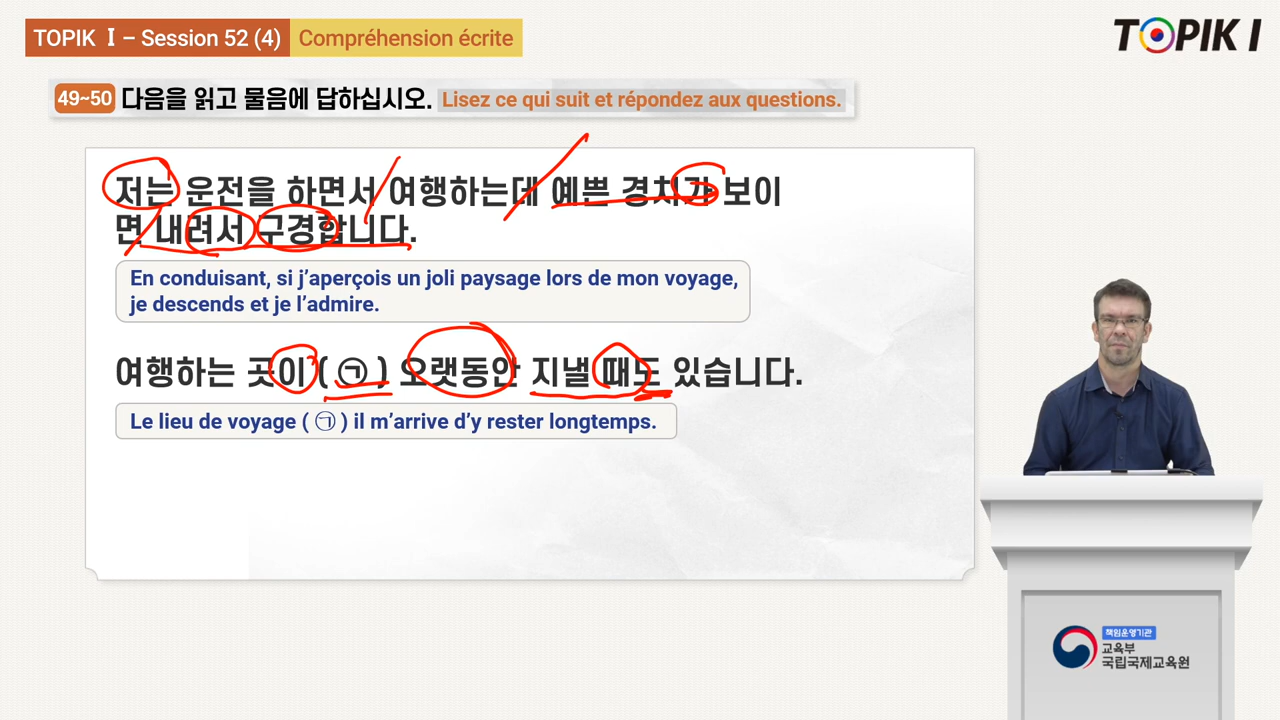 TOPIK I – Session 52 (4) Compréhension écrite
TOPIK I
49~50 다음을 읽고 물음에 답하십시오. Lisez ce qui suit et répondez aux questions.
저는 운전을 하면서 여행하는데 예쁜 경치가 보이
면 내려서 구경합니다.
En conduisant, si j'aperçois un joli paysage lors de mon voyage,
je descends et je l'admire.
여행하는 곳이 ( ㉠ ) 오랫동안 지낼 때도 있습니다.
Le lieu de voyage ( ㉠ ) il m'arrive d'y rester longtemps.
책임운영기관
교육부
국립국제교육원